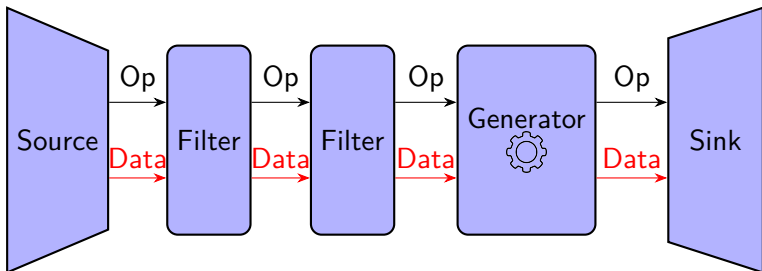 Op
Op
Op
Op
Source
Filter
Filter
Generator
Sink
Data
Data
Data
Data